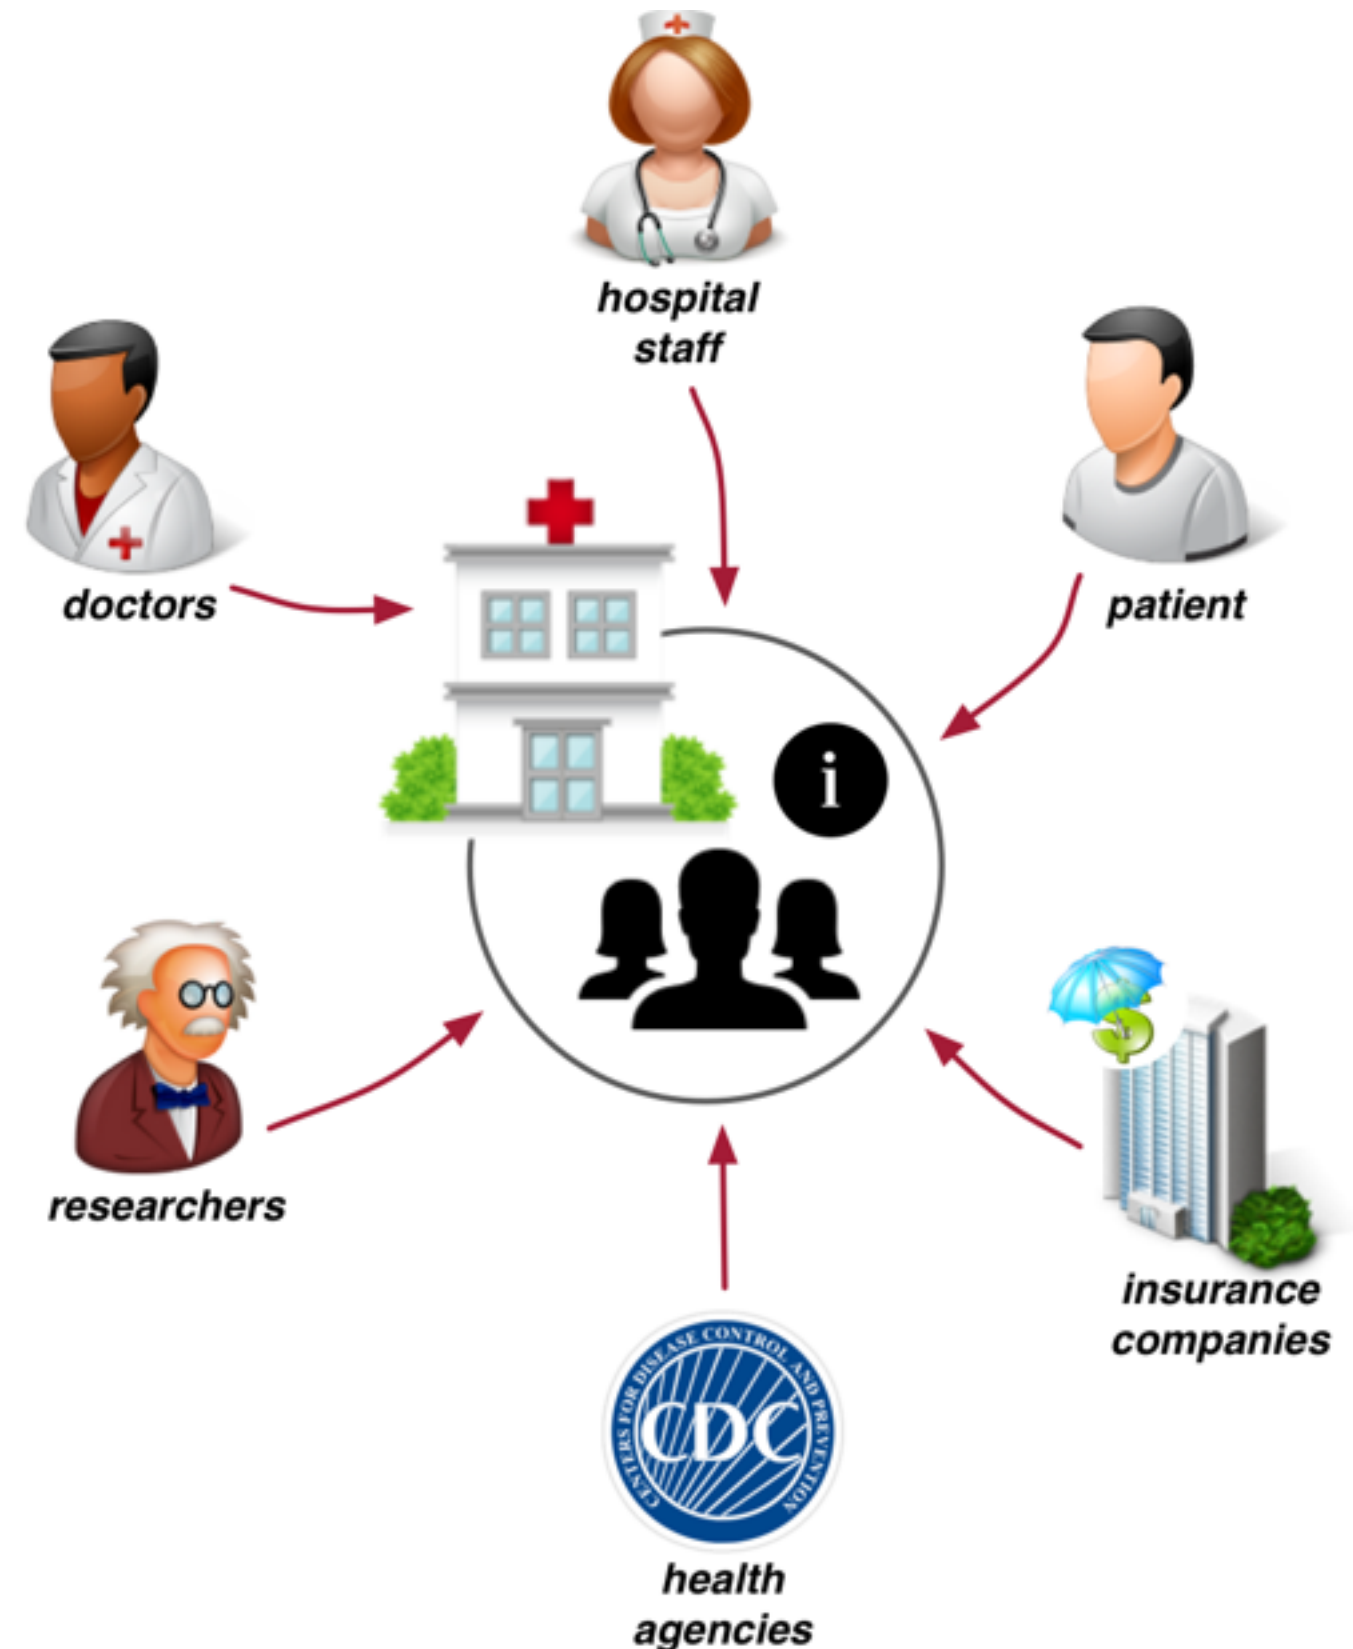 hospital
staff
doctors
patient
i
researchers
insurance
companies
CENTERS FOR DISEASE CONTROL AND PREVENTION
CDC
health
agencies